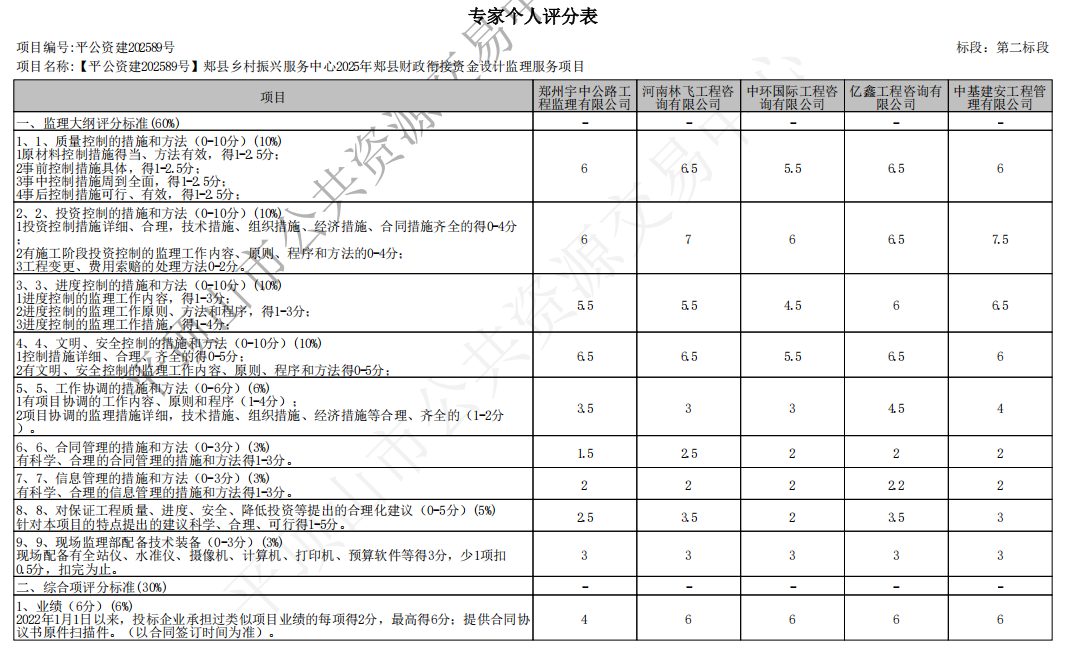 专家个人评分表
项目编号:平公资建202589号
标段：第二标段
项目名称:【平公资建202589号】郏县乡村振兴服务中心2025年郏县财政衔接资金设计监理服务项目
项目
郑州宇中公路工程监理有限公司
河南林飞工程咨询有限公司
中环国际工程咨询有限公司
亿鑫工程咨询有限公司
中基建安工程管理有限公司
一、监理大纲评分标准(60%)
- - - - -
1、1、质量控制的措施和方法（0-10分）(10%)
1原材料控制措施得当、方法有效，得1-2.5分；
2事前控制措施具体，得1-2.5分；
3事中控制措施周到全面，得1-2.5分；
4事后控制措施可行、有效，得1-2.5分；
6 6.5 5.5 6.5 6
2、2、投资控制的措施和方法（0-10分）(10%)
1投资控制措施详细、合理，技术措施、组织措施、经济措施、合同措施齐全的得0-4分
；
2有施工阶段投资控制的监理工作内容、原则、程序和方法的0-4分；
3工程变更、费用索赔的处理方法0-2分。
6 7 6 6.5 7.5
3、3、进度控制的措施和方法（0-10分）(10%)
1进度控制的监理工作内容，得1-3分；
2进度控制的监理工作原则、方法和程序，得1-3分；
3进度控制的监理工作措施，得1-4分；
5.5 5.5 4.5 6 6.5
4、4、文明、安全控制的措施和方法（0-10分）(10%)
1控制措施详细、合理、齐全的得0-5分；
2有文明、安全控制的监理工作内容、原则、程序和方法得0-5分；
6.5 6.5 5.5 6.5 6
5、5、工作协调的措施和方法（0-6分）(6%)
1有项目协调的工作内容、原则和程序（1-4分）；
2项目协调的监理措施详细，技术措施、组织措施、经济措施等合理、齐全的（1-2分
）。
3.5 3 3 4.5 4
6、6、合同管理的措施和方法（0-3分）(3%)
有科学、合理的合同管理的措施和方法得1-3分。
1.5 2.5 2 2 2
7、7、信息管理的措施和方法（0-3分）(3%)
有科学、合理的信息管理的措施和方法得1-3分。
2 2 2 2.2 2
8、8、对保证工程质量、进度、安全、降低投资等提出的合理化建议（0-5分）(5%)
针对本项目的特点提出的建议科学、合理、可行得1-5分。
2.5 3.5 2 3.5 3
9、9、现场监理部配备技术装备（0-3分）(3%)
现场配备有全站仪、水准仪、摄像机、计算机、打印机、预算软件等得3分，少1项扣
0.5分，扣完为止。
3 3 3 3 3
二、综合项评分标准(30%)
- - - - -
1、业绩（6分）(6%)
2022年1月1日以来，投标企业承担过类似项目业绩的每项得2分，最高得6分；提供合同协
议书原件扫描件。（以合同签订时间为准）。
4 6 6 6 6
平顶山市公共资源交易中
平顶山市公共资源交易中心